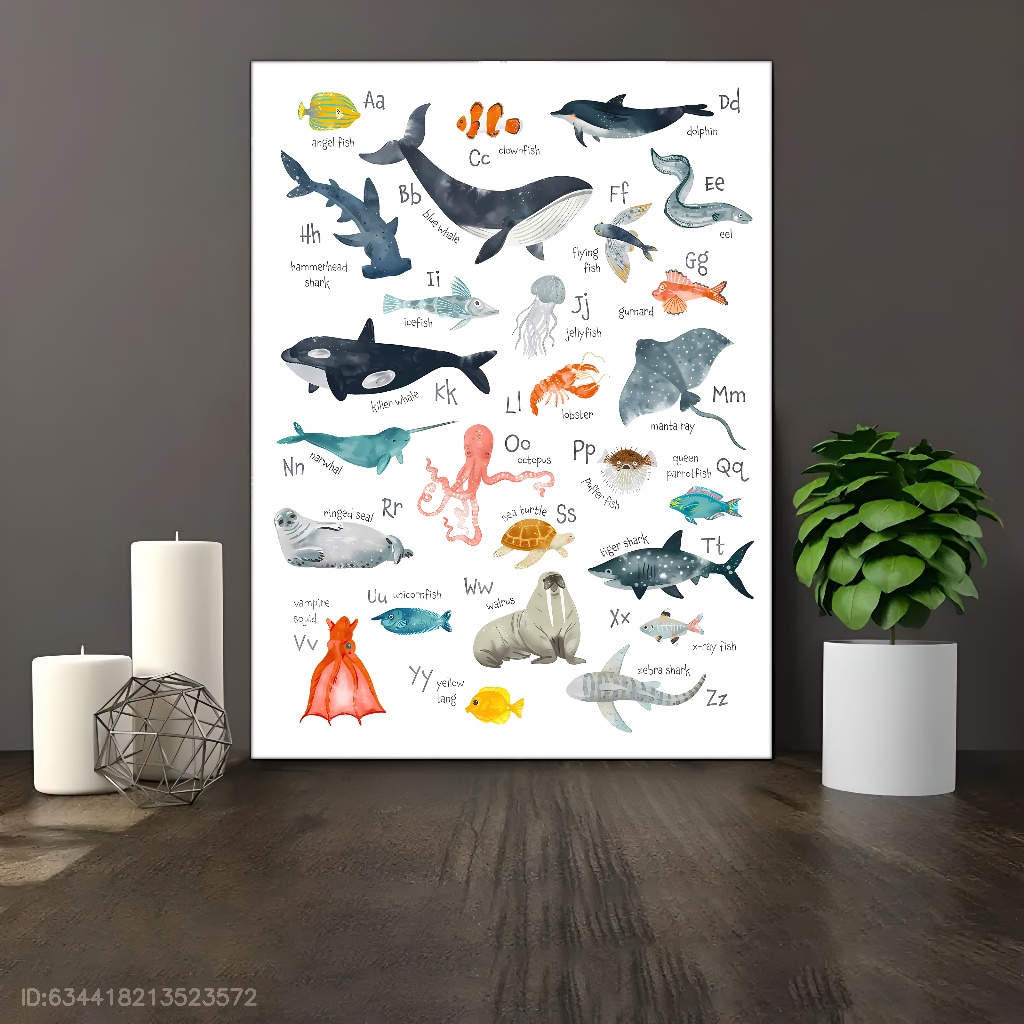 Aa
angel fish
Bb
blue whale
Cc
clownfish
Dd
dolphin
Ee
eel
Ff
flying
fish
Gg
gurnard
Hh
hammerhead
shark
Ii
icefish
Jj
jellyfish
Kk
killer whale
Ll
lobster
Mm
manta ray
Nn
narwhal
Oo
octopus
Pp
puffer fish
queen
parrotfish
Qq
Rr
ringed seal
Ss
sea turtle
Tt
tiger shark
Uu
unicornfish
vampire
squid
Vv
Ww
walrus
Xx
x-ray fish
Yy
yellow
tang
zebra shark
Zz
ID:634418213523572